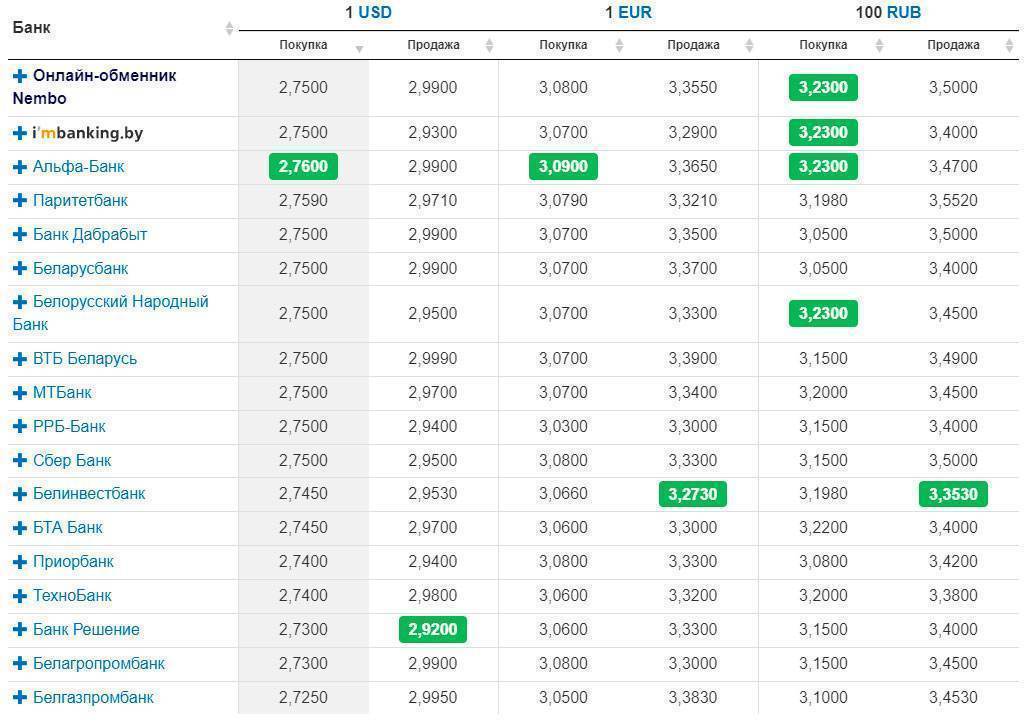 Банк 1 USD 1 EUR 100 RUB
Покупка Продажа Покупка Продажа Покупка Продажа
Онлайн-обменник
Nembo 2,7500 2,9900 3,0800 3,3550 3,2300 3,5000
i'mbanking.by 2,7500 2,9300 3,0700 3,2900 3,2300 3,4000
Альфа-Банк 2,7600 2,9900 3,0900 3,3650 3,2300 3,4700
Паритетбанк 2,7590 2,9710 3,0790 3,3210 3,1980 3,5520
Банк Дабрабыт 2,7500 2,9900 3,0700 3,3500 3,0500 3,5000
Беларусбанк 2,7500 2,9900 3,0700 3,3700 3,0500 3,4000
Белорусский Народный
Банк 2,7500 2,9500 3,0700 3,3300 3,2300 3,4500
ВТБ Беларусь 2,7500 2,9990 3,0700 3,3900 3,1500 3,4900
МТБанк 2,7500 2,9700 3,0700 3,3400 3,2000 3,4500
РРБ-Банк 2,7500 2,9400 3,0300 3,3000 3,1500 3,4000
Сбер Банк 2,7500 2,9500 3,0800 3,3300 3,1500 3,5000
Белинвестбанк 2,7450 2,9530 3,0660 3,2730 3,1980 3,3530
БТА Банк 2,7450 2,9700 3,0600 3,3000 3,2200 3,4000
Приорбанк 2,7400 2,9400 3,0800 3,3300 3,0800 3,4200
ТехноБанк 2,7400 2,9800 3,0600 3,3200 3,2000 3,3800
Банк Решение 2,7300 2,9200 3,0600 3,3300 3,1500 3,4000
Белагропромбанк 2,7300 2,9900 3,0800 3,3000 3,1500 3,4500
Белгазпромбанк 2,7250 2,9950 3,0500 3,3830 3,1000 3,4530